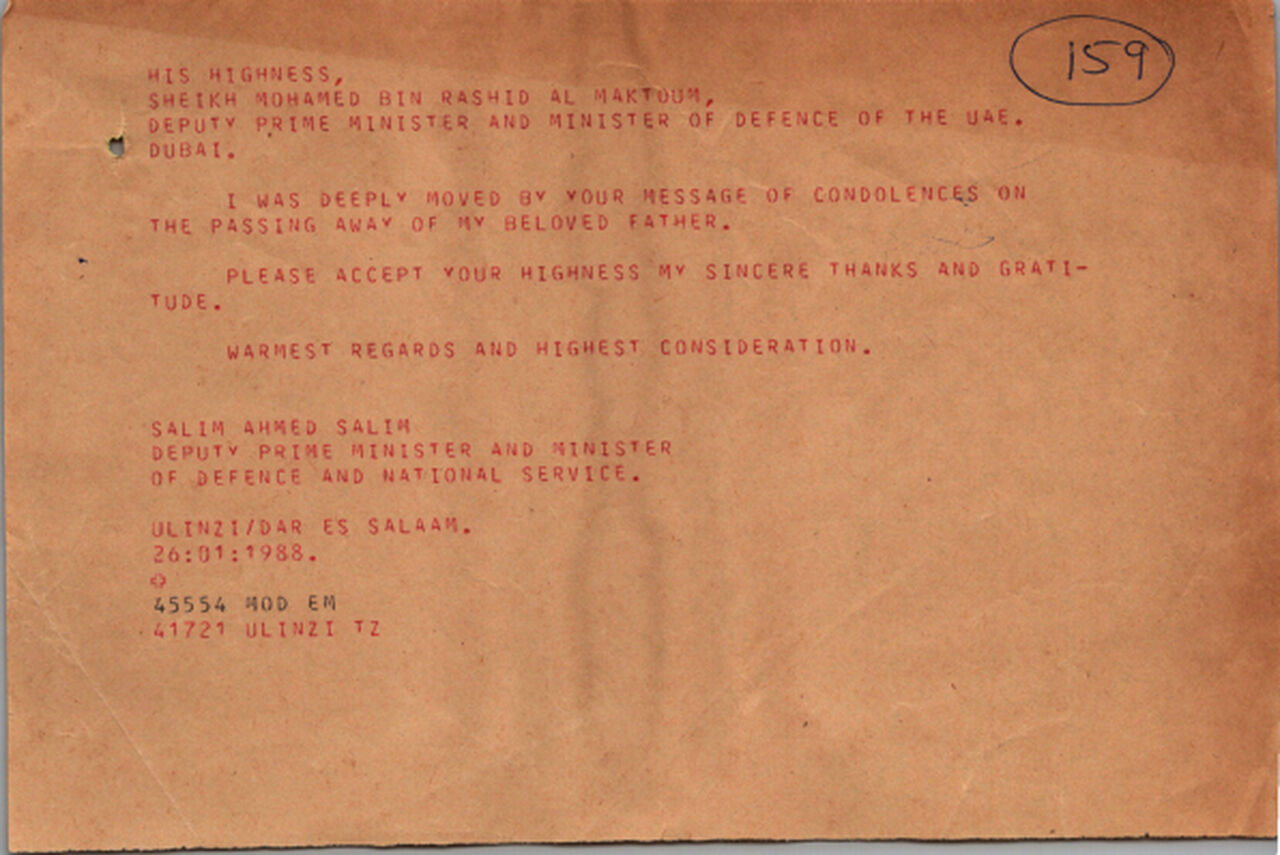 159
HIS HIGHNESS,
SHEIKH MOHAMED BIN RASHID AL MAKTOUM,
DEPUTY PRIME MINISTER AND MINISTER OF DEFENCE OF THE UAE.
DUBAI.
I WAS DEEPLY MOVED BY YOUR MESSAGE OF CONDOLENCES ON
THE PASSING AWAY OF MY BELOVED FATHER.
PLEASE ACCEPT YOUR HIGHNESS MY SINCERE THANKS AND GRATI-
TUDE.
WARMEST REGARDS AND HIGHEST CONSIDERATION.
SALIM AHMED SALIM
DEPUTY PRIME MINISTER AND MINISTER
OF DEFENCE AND NATIONAL SERVICE.
ULINZI/DAR ES SALAAM.
26:01:1988.
45554 MOD EM
41721 ULINZI TZ